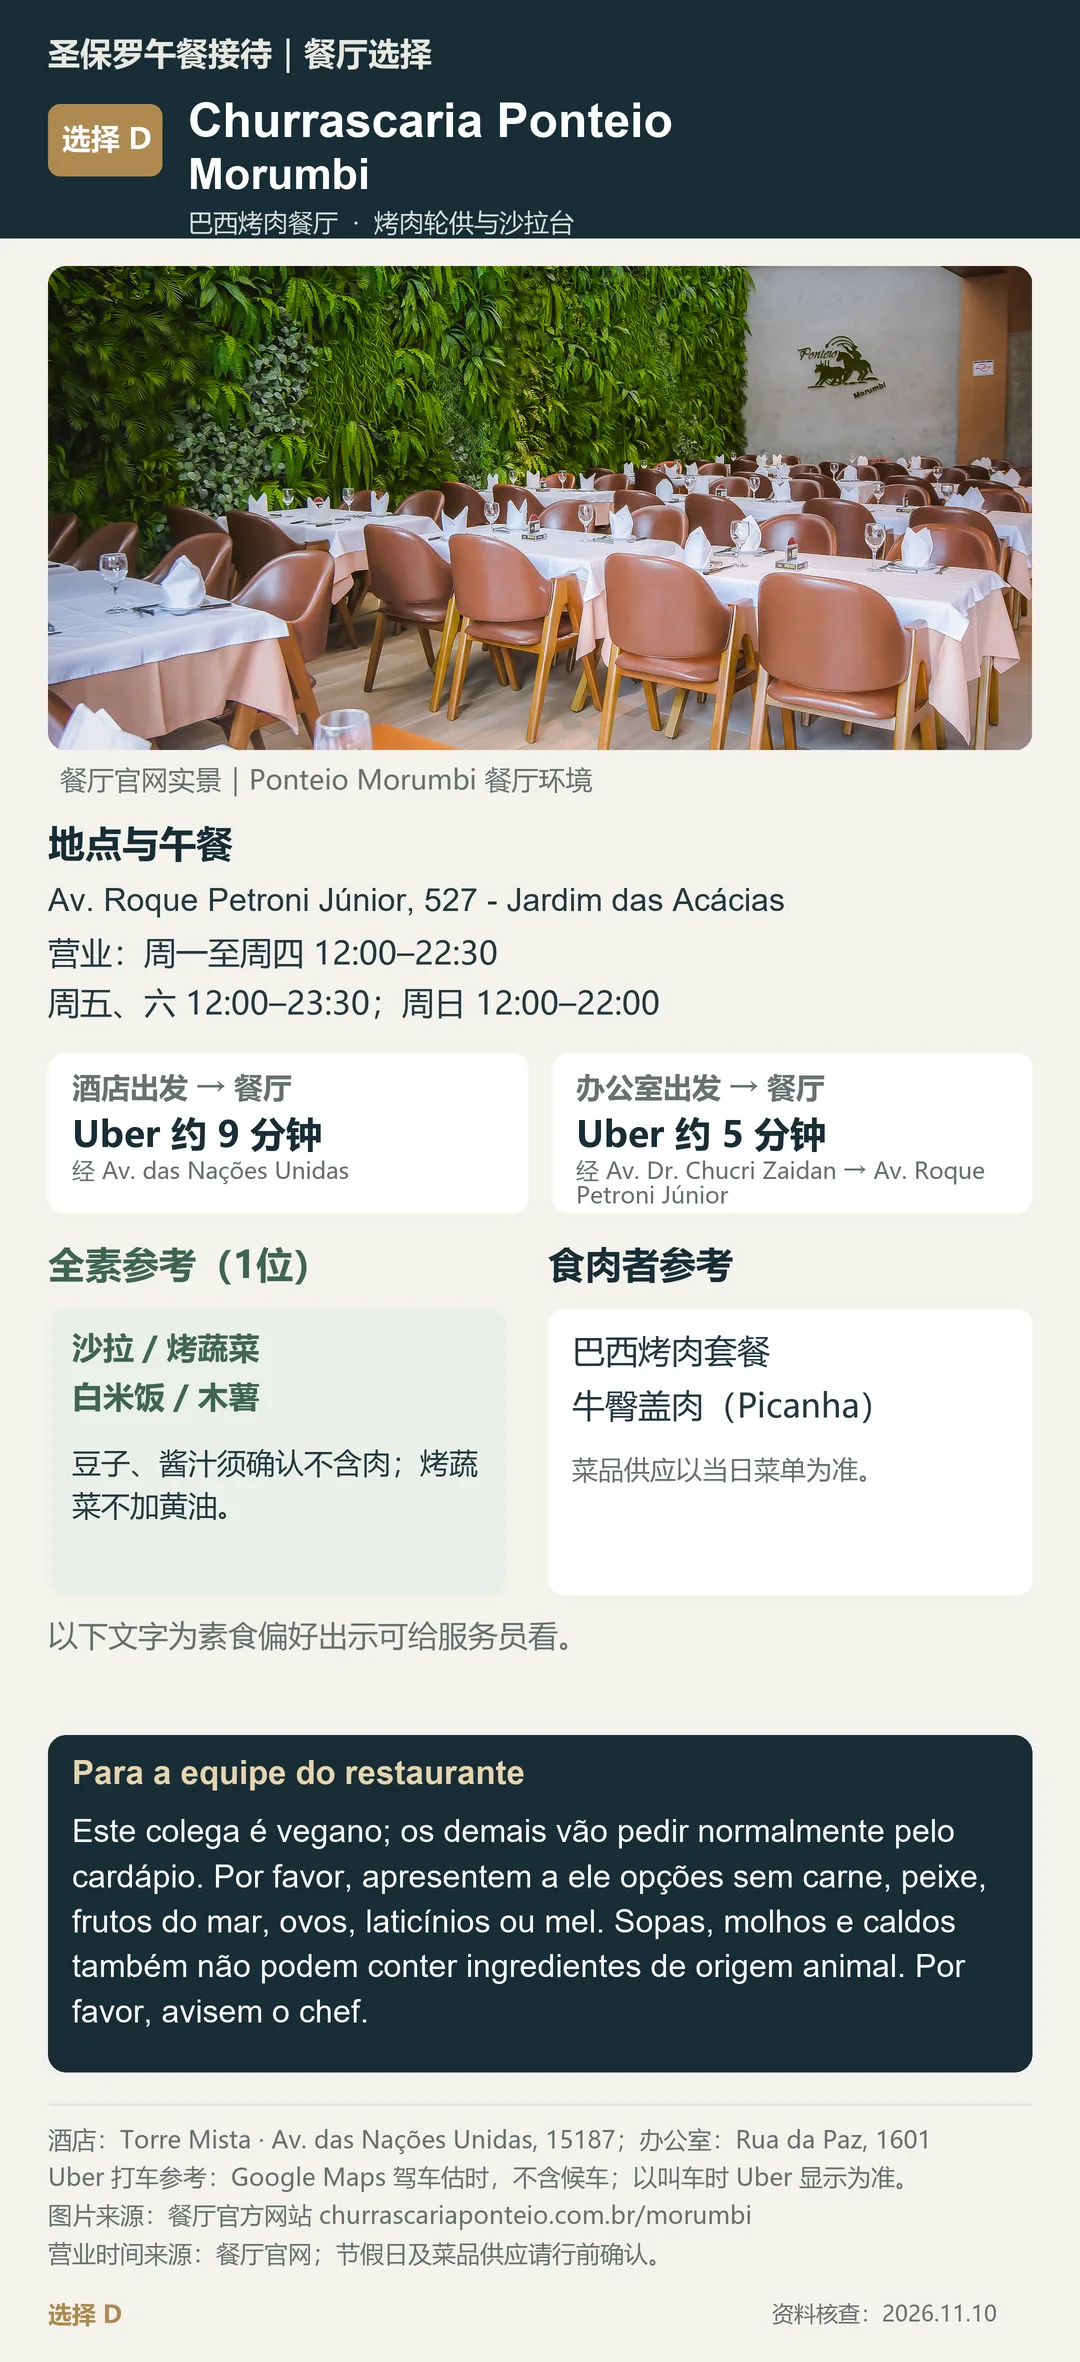 圣保罗午餐接待｜餐厅选择
选择 D
Churrascaria Ponteio
Morumbi
巴西烤肉餐厅 · 烤肉轮供与沙拉台
Ponteio
Morumbi
餐厅官网实景｜Ponteio Morumbi 餐厅环境
地点与午餐
Av. Roque Petroni Júnior, 527 - Jardim das Acácias
营业：周一至周四 12:00–22:30
周五、六 12:00–23:30；周日 12:00–22:00
酒店出发 → 餐厅
Uber 约 9 分钟
经 Av. das Nações Unidas
办公室出发 → 餐厅
Uber 约 5 分钟
经 Av. Dr. Chucri Zaidan → Av. Roque
Petroni Júnior
全素参考（1位）
沙拉 / 烤蔬菜
白米饭 / 木薯
豆子、酱汁须确认不含肉；烤蔬
菜不加黄油。
食肉者参考
巴西烤肉套餐
牛臀盖肉（Picanha）
菜品供应以当日菜单为准。
以下文字为素食偏好出示可给服务员看。
Para a equipe do restaurante
Este colega é vegano; os demais vão pedir normalmente pelo
cardápio. Por favor, apresentem a ele opções sem carne, peixe,
frutos do mar, ovos, laticínios ou mel. Sopas, molhos e caldos
também não podem conter ingredientes de origem animal. Por
favor, avisem o chef.
酒店：Torre Mista · Av. das Nações Unidas, 15187；办公室：Rua da Paz, 1601
Uber 打车参考：Google Maps 驾车估时，不含候车；以叫车时 Uber 显示为准。
图片来源：餐厅官方网站 churrascariaponteio.com.br/morumbi
营业时间来源：餐厅官网；节假日及菜品供应请行前确认。
选择 D
资料核查：2026.11.10